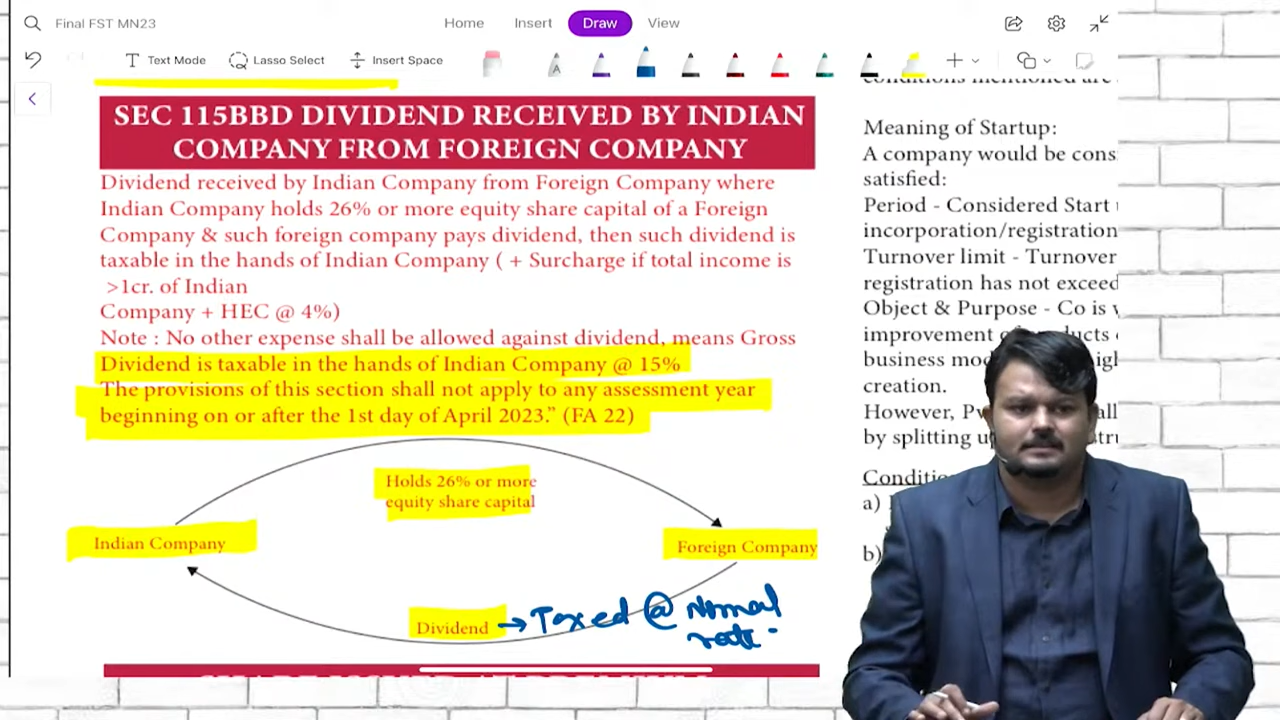 Final FST MN23
Home Insert Draw View
Text Mode Lasso Select Insert Space
SEC 115BBD DIVIDEND RECEIVED BY INDIAN
COMPANY FROM FOREIGN COMPANY
Dividend received by Indian Company from Foreign Company where
Indian Company holds 26% or more equity share capital of a Foreign
Company & such foreign company pays dividend, then such dividend is
taxable in the hands of Indian Company ( + Surcharge if total income is
>1cr. of Indian
Company + HEC @ 4%)
Note : No other expense shall be allowed against dividend, means Gross
Dividend is taxable in the hands of Indian Company @ 15%
The provisions of this section shall not apply to any assessment year
beginning on or after the 1st day of April 2023.” (FA 22)
Holds 26% or more
equity share capital
Indian Company
Foreign Company
Dividend → Taxed @ Normal
rate.
conditions mentioned are
Meaning of Startup:
A company would be cons
satisfied:
Period - Considered Start
incorporation/registration
Turnover limit - Turnover
registration has not exceed
Object & Purpose - Co is
improvement
business mod
creation.
However,
by splitting
Conditio
a)
b)